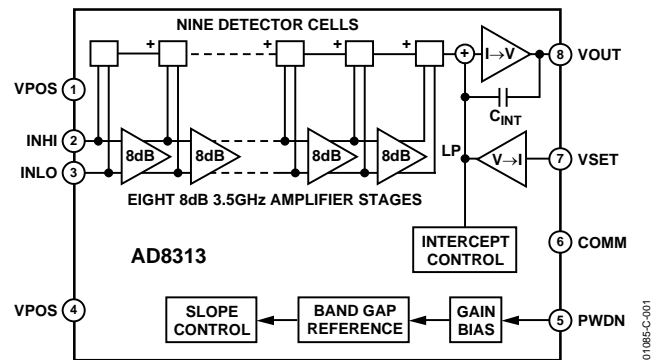 NINE DETECTOR CELLS
+ + + + +
I→V
8 VOUT
VPOS 1
CINT
INHI 2
8dB 8dB 8dB 8dB
LP
V→I
7 VSET
INLO 3
EIGHT 8dB 3.5GHz AMPLIFIER STAGES
INTERCEPT
CONTROL
6 COMM
AD8313
VPOS 4
SLOPE
CONTROL
BAND GAP
REFERENCE
GAIN
BIAS
5 PWDN
01085-C-001